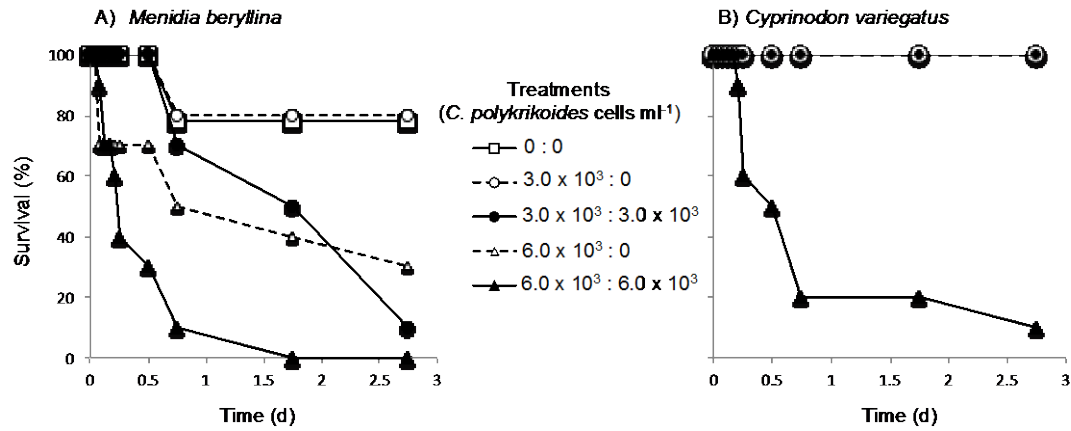 A) Menidia beryllina
B) Cyprinodon variegatus
Survival (%)
100
80
60
40
20
0
0 0.5 1 1.5 2 2.5 3
Time (d)
Treatments
(C. polykrikoides cells ml⁻¹)
0 : 0
3.0 x 10³ : 0
3.0 x 10³ : 3.0 x 10³
6.0 x 10³ : 0
6.0 x 10³ : 6.0 x 10³
0 0.5 1 1.5 2 2.5 3
Time (d)